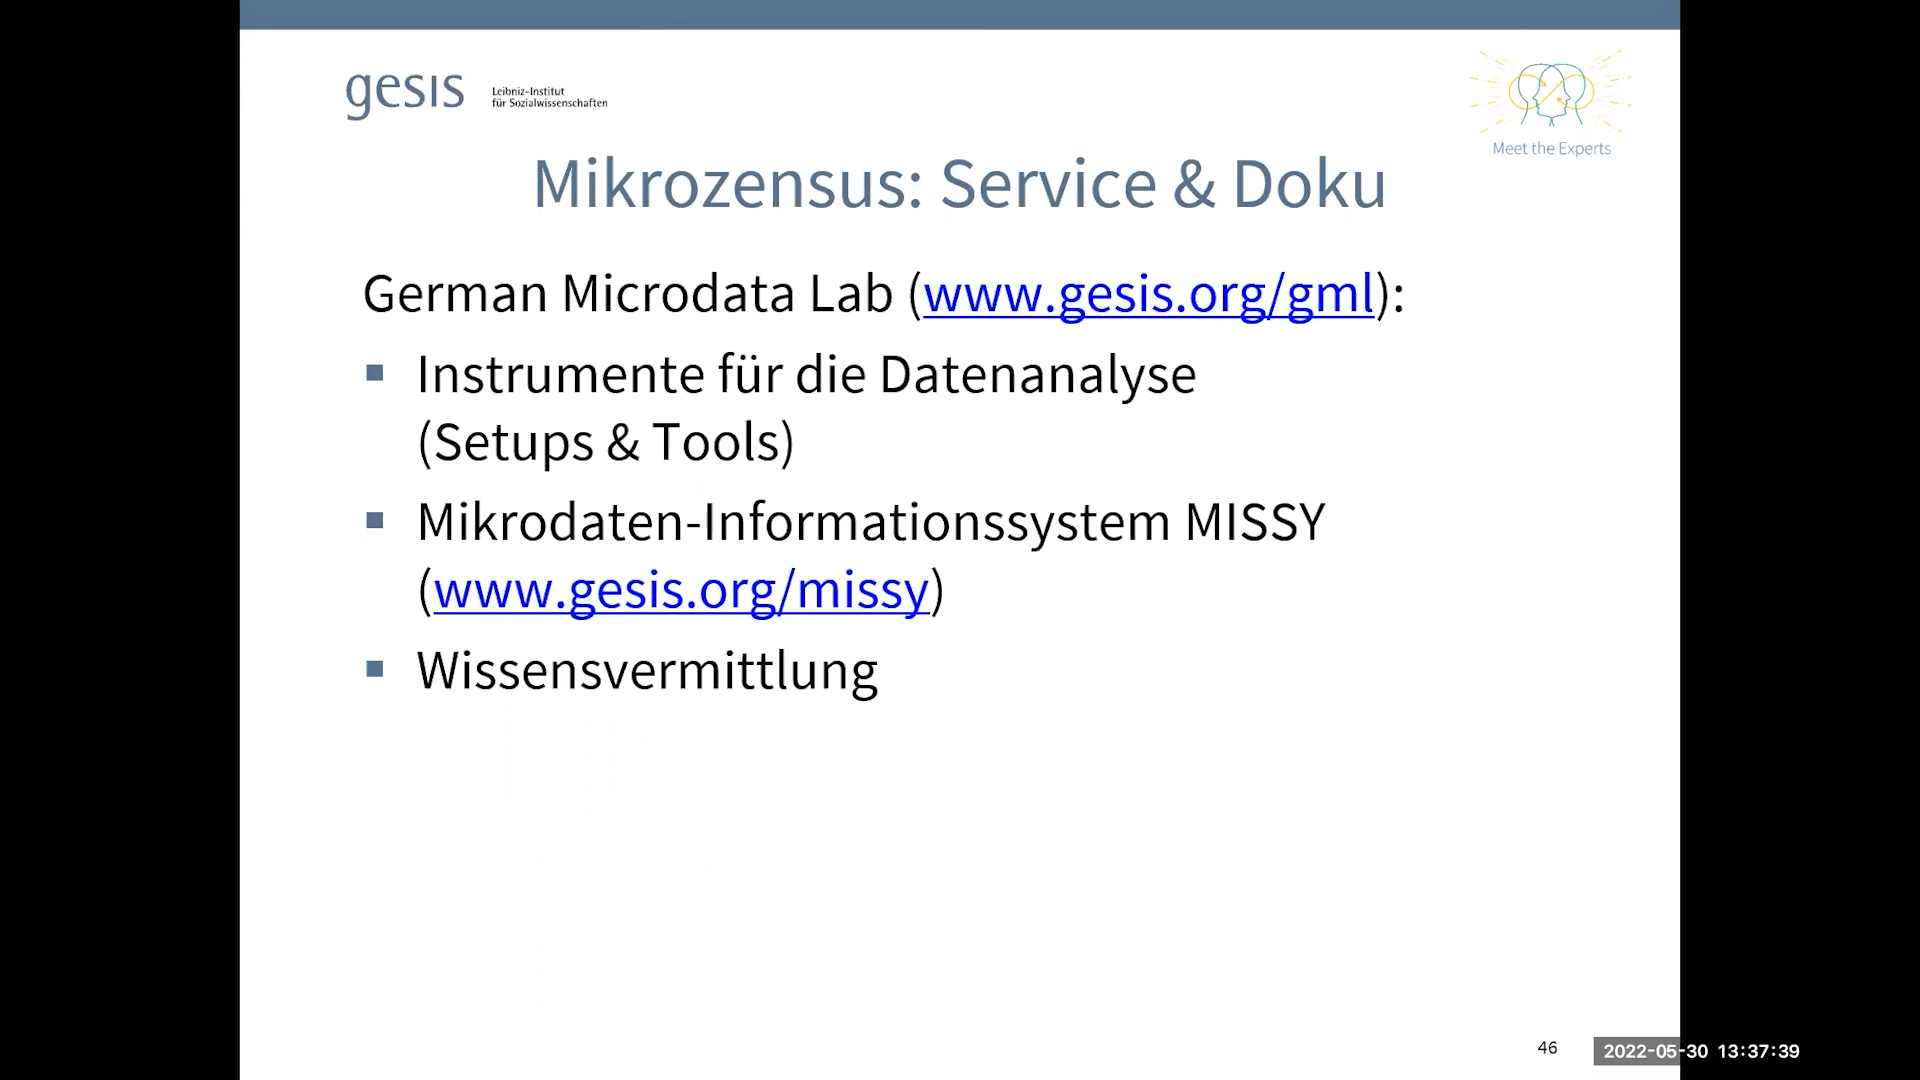 gesis
Leibniz-Institut
für Sozialwissenschaften
Meet the Experts
Mikrozensus: Service & Doku
German Microdata Lab (www.gesis.org/gml):
▪ Instrumente für die Datenanalyse
(Setups & Tools)
▪ Mikrodaten-Informationssystem MISSY
(www.gesis.org/missy)
▪ Wissensvermittlung
46
2022-05-30 13:37:39